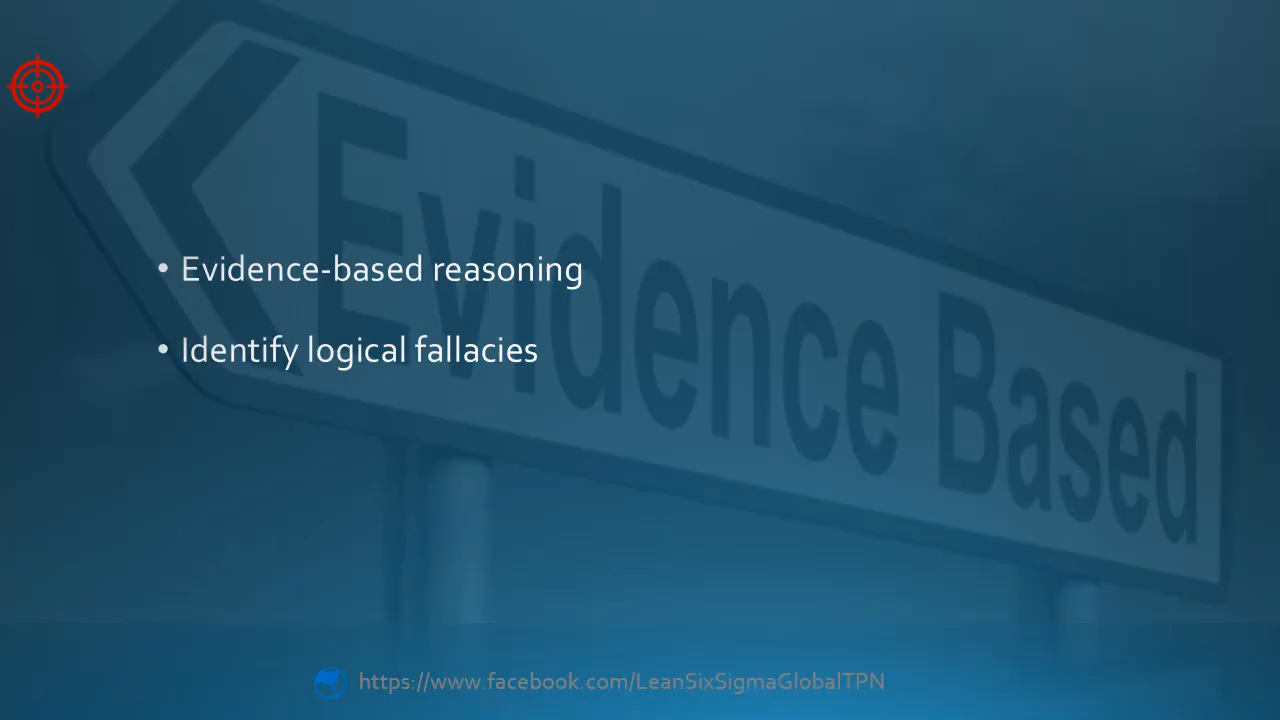 Evidence Based
• Evidence-based reasoning
• Identify logical fallacies
https://www.facebook.com/LeanSixSigmaGlobalTPN